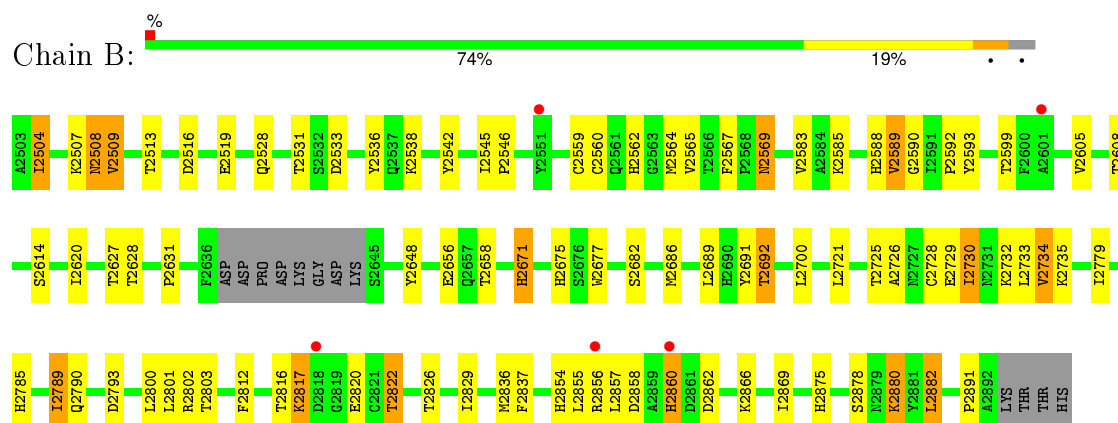 %
Chain B:
74% 19% • •
A2503 I2504 K2507 N2508 V2509 T2513 D2516 E2519 Q2528 T2531 S2532 D2533 Y2536 Q2537 K2538 Y2542 I2545 P2546 Y2551 C2559 C2560 Q2561 H2562 G2563 M2564 V2565 T2566 F2567 P2568 N2569 V2583 A2584 K2585 H2588 V2589 G2590 I2591 P2592 Y2593 T2599 F2600 A2601 V2605 T2608
S2614 I2620 T2627 T2628 P2631 F2636 ASP ASP PRO ASP LYS GLY ASP LYS S2645 Y2648 E2656 Q2657 T2658 H2671 H2675 S2676 W2677 S2682 M2686 L2689 H2690 Y2691 T2692 L2700 L2721 T2725 A2726 N2727 C2728 E2729 I2730 N2731 K2732 L2733 V2734 K2735 I2779
H2785 I2789 Q2790 D2793 L2800 L2801 R2802 T2803 F2812 T2816 K2817 D2818 G2819 E2820 C2821 T2822 T2826 I2829 M2836 F2837 H2854 L2855 R2856 L2857 D2858 A2859 H2860 D2861 D2862 K2866 I2869 H2875 S2878 N2879 K2880 Y2881 L2882 P2891 A2892 LYS THR THR HIS